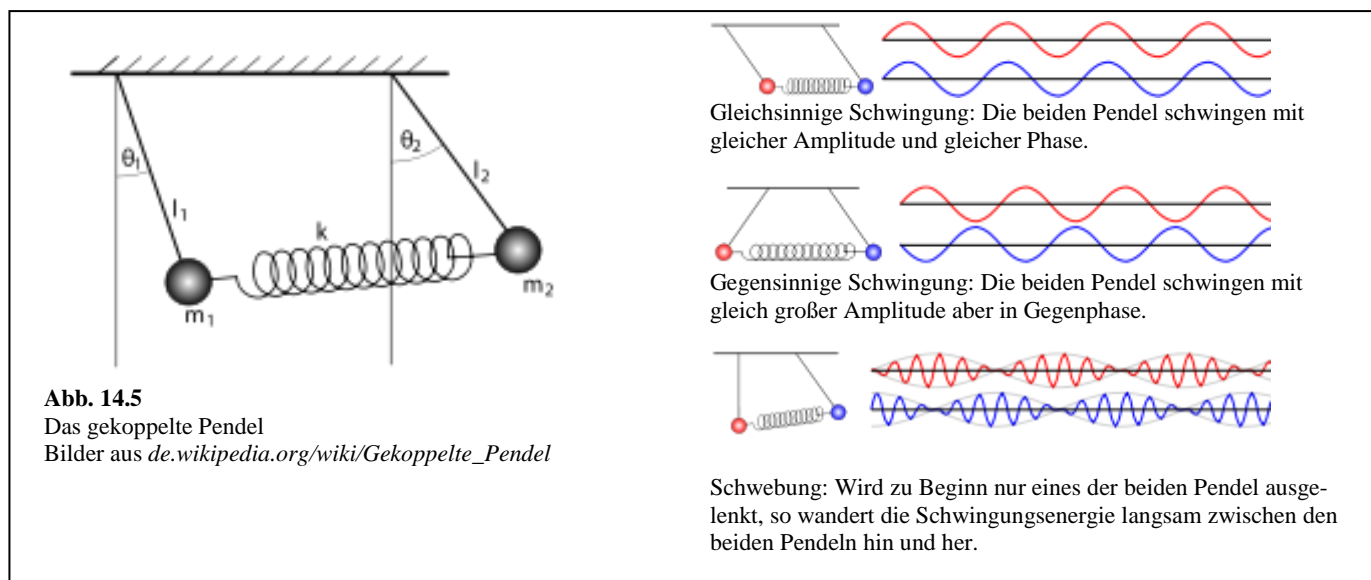 θ1
θ2
l1
l2
k
m1
m2
Abb. 14.5
Das gekoppelte Pendel
Bilder aus de.wikipedia.org/wiki/Gekoppelte_Pendel
Gleichsinnige Schwingung: Die beiden Pendel schwingen mit
gleicher Amplitude und gleicher Phase.
Gegensinnige Schwingung: Die beiden Pendel schwingen mit
gleich großer Amplitude aber in Gegenphase.
Schwebung: Wird zu Beginn nur eines der beiden Pendel ausge-
lenkt, so wandert die Schwingungsenergie langsam zwischen den
beiden Pendeln hin und her.